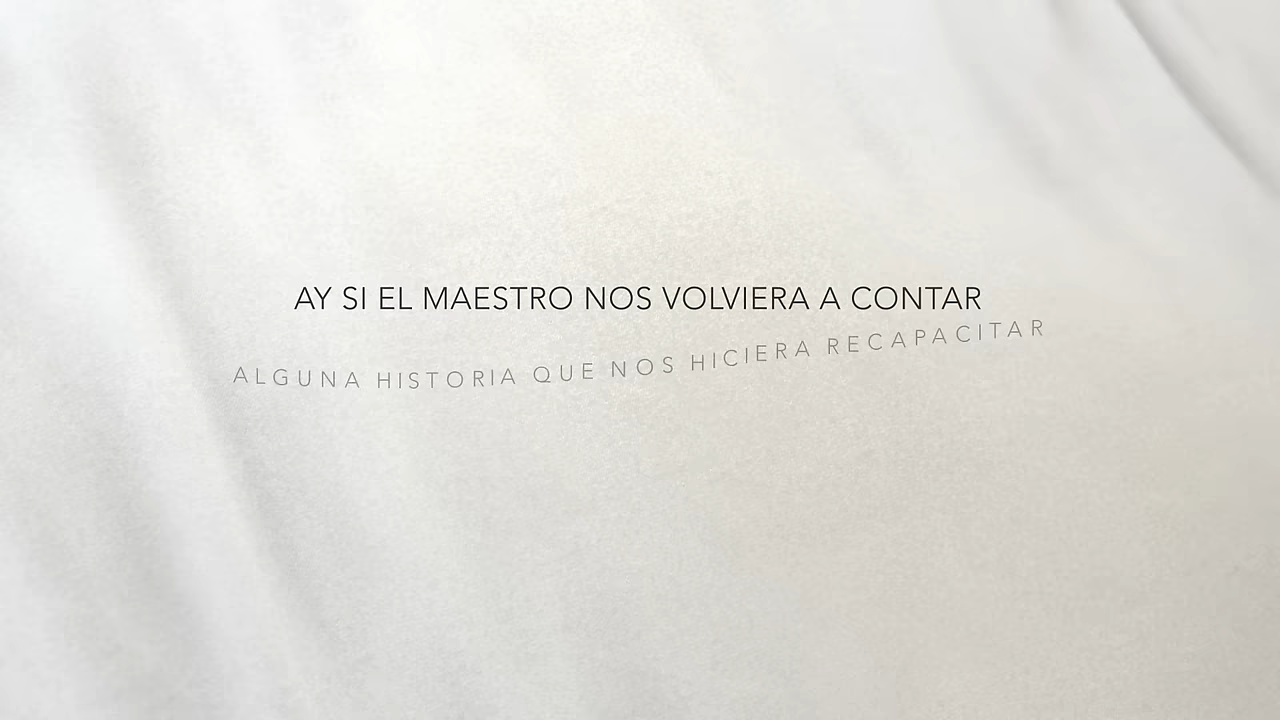 AY SI EL MAESTRO NOS VOLVIERA A CONTAR
ALGUNA HISTORIA QUE NOS HICIERA RECAPACITAR